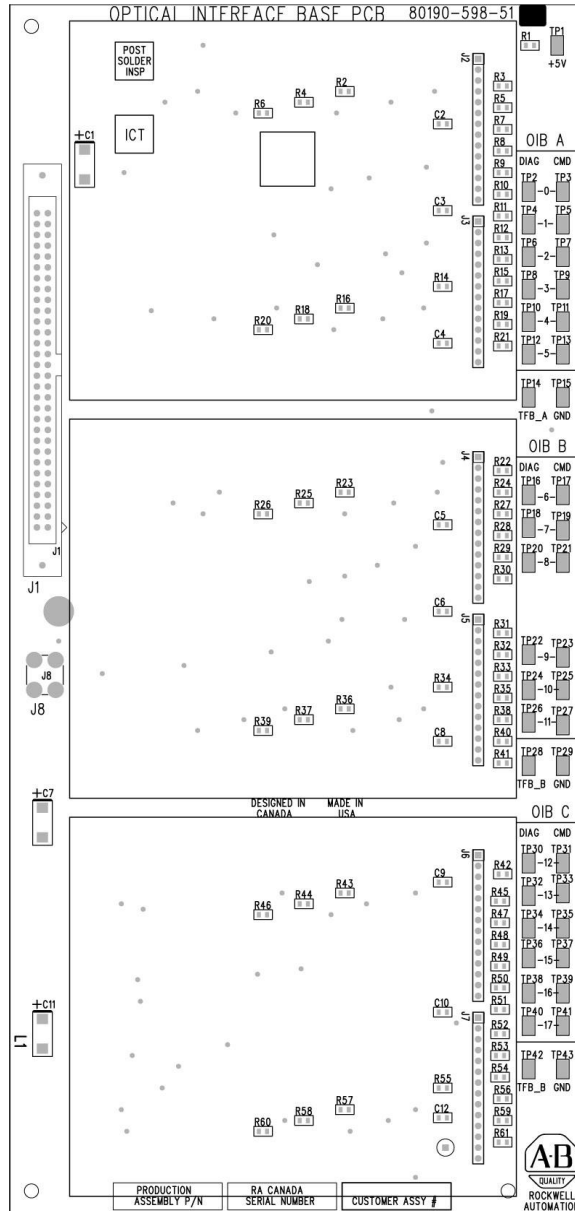 OPTICAL INTERFACE BASE PCB 80190-598-51
R1 TP1
+5V
POST
SOLDER
INSP
ICT
+C1
R6 R4 R2
C2
J2
R3
R5
R7
R8
R9
R10
C3
J3
R11
R12
R13
R14
R15
R17
R19
R21
R20 R18 R16
C4
OIB A
DIAG CMD
TP2 -0- TP3
TP4 -1- TP5
TP6 -2- TP7
TP8 -3- TP9
TP10 -4- TP11
TP12 -5- TP13
TP14 TP15
TFB_A GND
J1
J1
J8
J8
R26 R25 R23
C5
J4
R22
R24
R27
R28
R29
R30
C6
J5
R31
R32
R33
R34
R35
R38
R40
R41
R39 R37 R36
C8
OIB B
DIAG CMD
TP16 -6- TP17
TP18 -7- TP19
TP20 -8- TP21
TP22 -9- TP23
TP24 -10- TP25
TP26 -11- TP27
TP28 TP29
TFB_B GND
+C7
DESIGNED IN CANADA
MADE IN USA
R46 R44 R43
C9
J6
R42
R45
R47
R48
R49
R50
C10
J7
R51
R52
R53
R54
R55
R56
R59
R61
R60 R58 R57
C12
+C11
L1
OIB C
DIAG CMD
TP30 -12- TP31
TP32 -13- TP33
TP34 -14- TP35
TP36 -15- TP37
TP38 -16- TP39
TP40 -17- TP41
TP42 TP43
TFB_B GND
A-B
QUALITY
ROCKWELL
AUTOMATION
PRODUCTION
ASSEMBLY P/N
RA CANADA
SERIAL NUMBER
CUSTOMER ASSY #